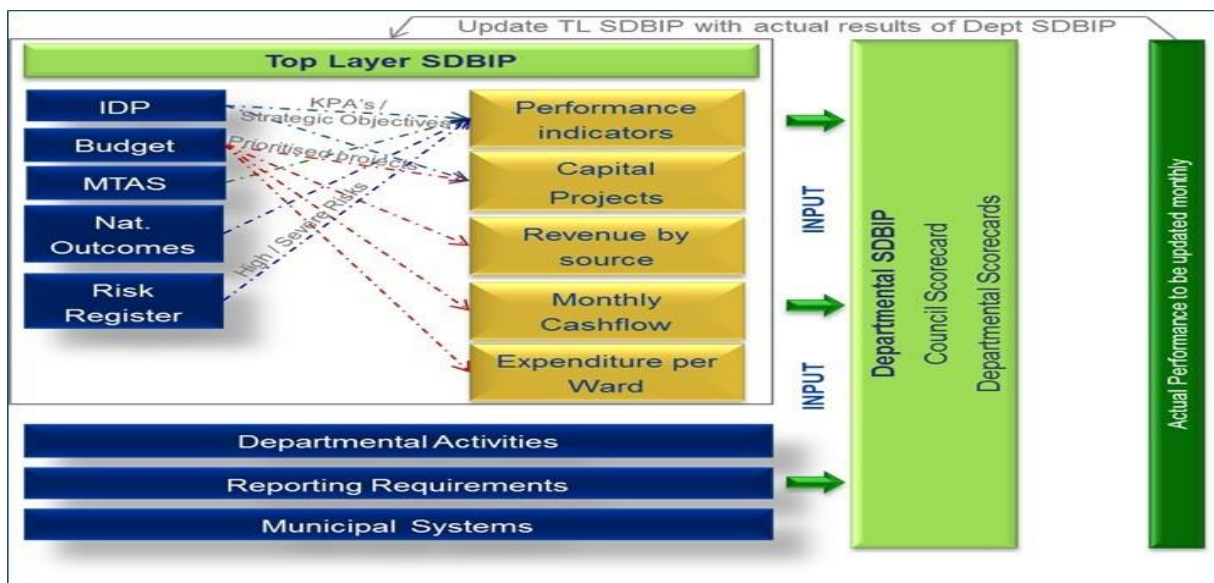 Update TL SDBIP with actual results of Dept SDBIP
Top Layer SDBIP
IDP
Budget
MTAS
Nat.
Outcomes
Risk
Register
KPA's /
Strategic Objectives
Prioritised projects
High / Severe Risks
Performance
indicators
Capital
Projects
Revenue by
source
Monthly
Cashflow
Expenditure per
Ward
INPUT
INPUT
Departmental Activities
Reporting Requirements
Municipal Systems
Departmental SDBIP
Council Scorecard
Departmental Scorecards
Actual Performance to be updated monthly